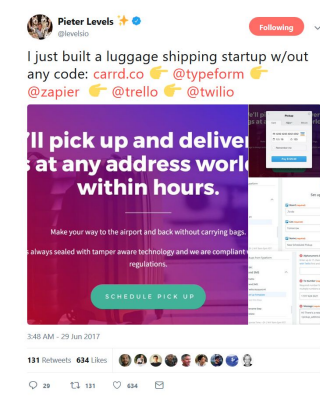 Pieter Levels
@levelsio
Following
I just built a luggage shipping startup w/out
any code: carrd.co 👉 @typeform 👉
@zapier 👉 @trello 👉 @twilio
'll pick up and deliver
s at any address worl
within hours.
Make your way to the airport and back without carrying bags.
s always sealed with tamper aware technology and we are compliant
regulations.
SCHEDULE PICK UP
3:48 AM - 29 Jun 2017
131 Retweets 634 Likes
29 131 634